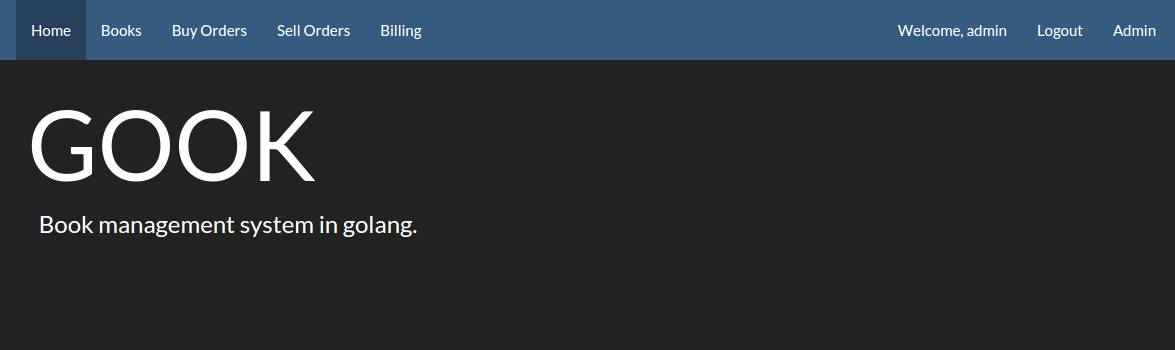 Home Books Buy Orders Sell Orders Billing Welcome, admin Logout Admin
GOOK
Book management system in golang.